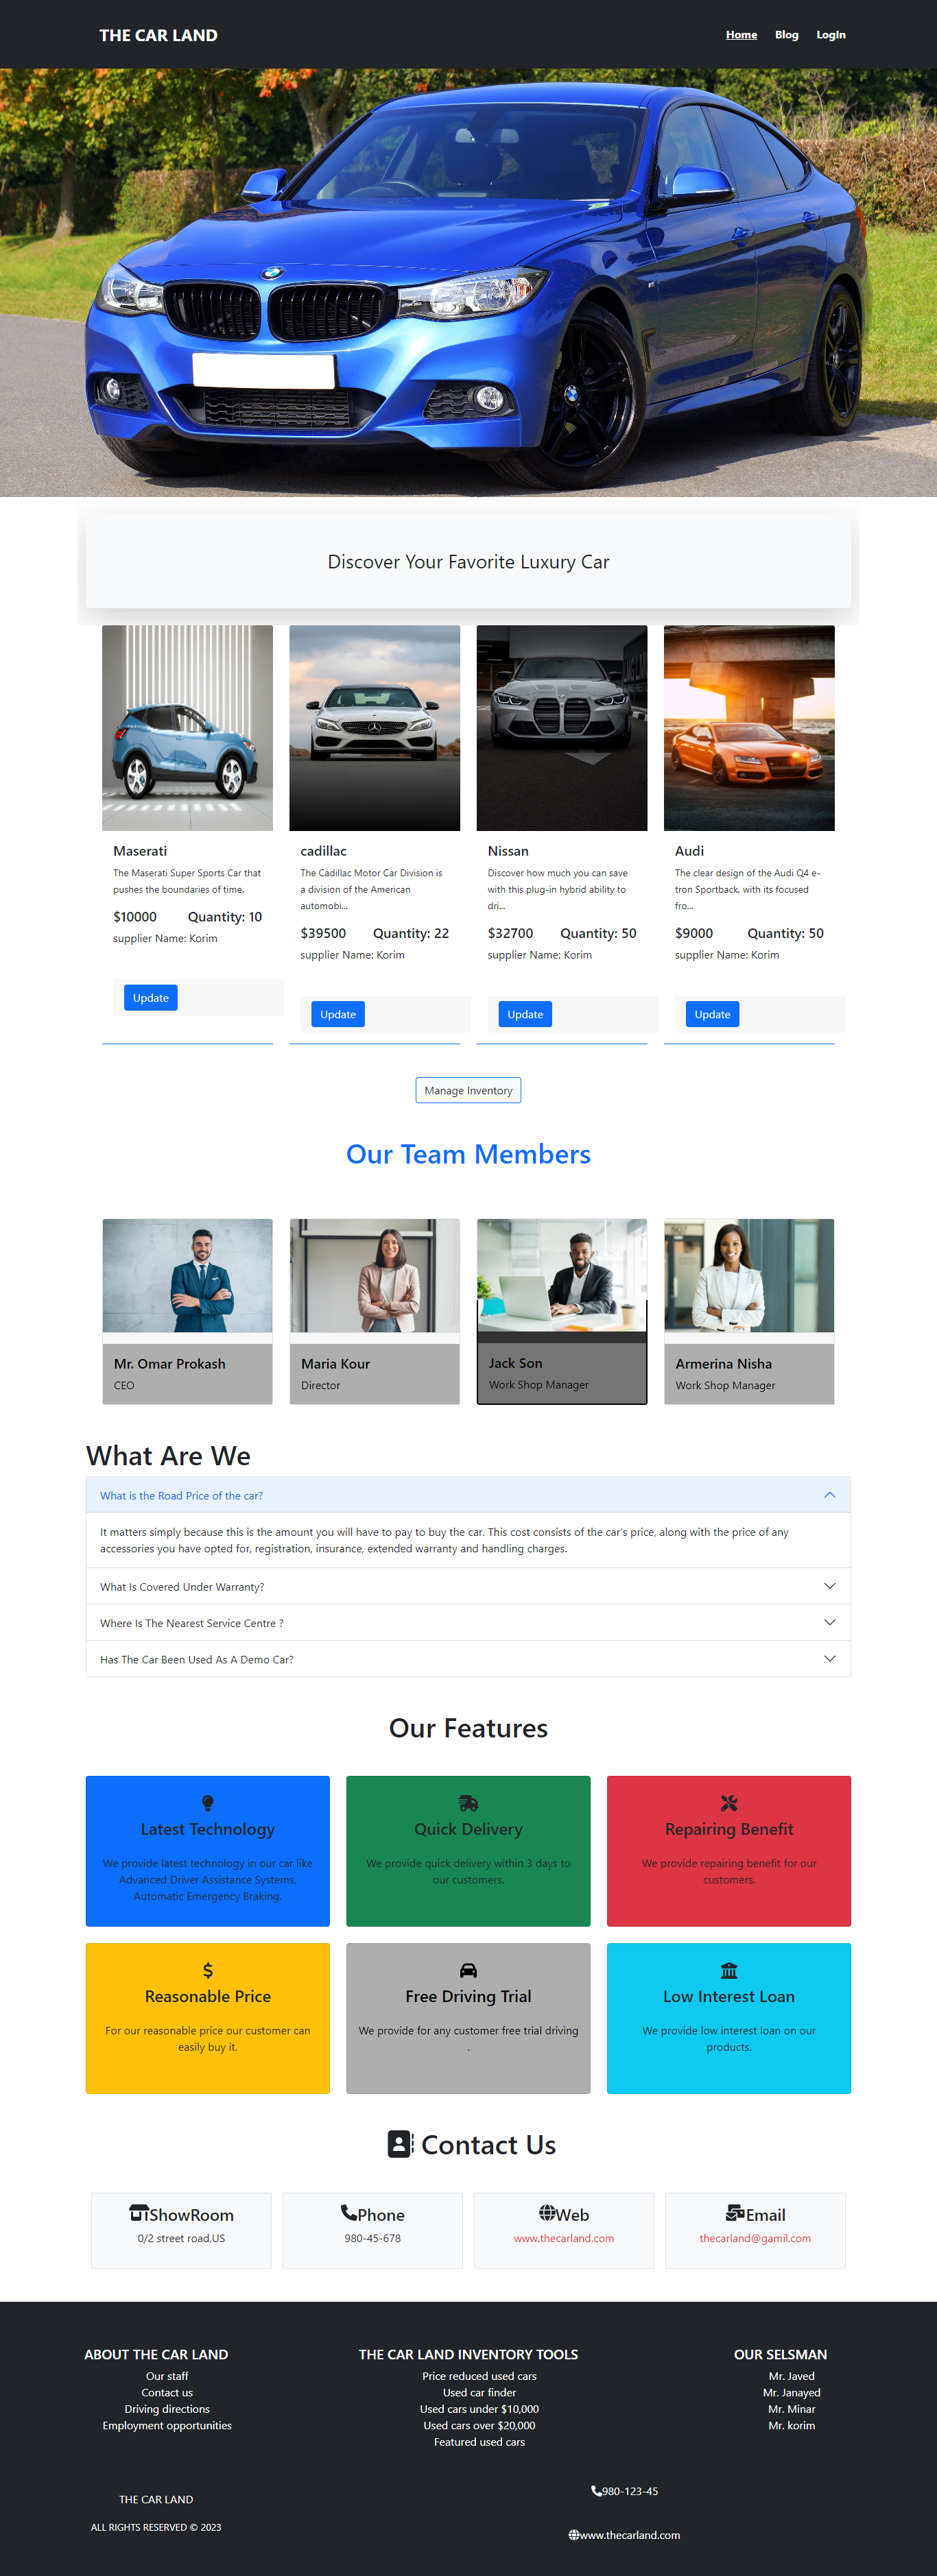 THE CAR LAND
Home Blog LogIn
Discover Your Favorite Luxury Car
Maserati
The Maserati Super Sports Car that
pushes the boundaries of time.
$10000 Quantity: 10
supplier Name: Korim
Update
cadillac
The Cadillac Motor Car Division is
a division of the American
automobi...
$39500 Quantity: 22
supplier Name: Korim
Update
Nissan
Discover how much you can save
with this plug-in hybrid ability to
dri...
$32700 Quantity: 50
supplier Name: Korim
Update
Audi
The clear design of the Audi Q4 e-
tron Sportback, with its focused
fro...
$9000 Quantity: 50
supplier Name: Korim
Update
Manage Inventory
Our Team Members
Mr. Omar Prokash
CEO
Maria Kour
Director
Jack Son
Work Shop Manager
Armerina Nisha
Work Shop Manager
What Are We
What is the Road Price of the car?
It matters simply because this is the amount you will have to pay to buy the car. This cost consists of the car's price, along with the price of any
accessories you have opted for, registration, insurance, extended warranty and handling charges.
What Is Covered Under Warranty?
Where Is The Nearest Service Centre ?
Has The Car Been Used As A Demo Car?
Our Features
Latest Technology
We provide latest technology in our car like
Advanced Driver Assistance Systems,
Automatic Emergency Braking.
Quick Delivery
We provide quick delivery within 3 days to
our customers.
Repairing Benefit
We provide repairing benefit for our
customers.
Reasonable Price
For our reasonable price our customer can
easily buy it.
Free Driving Trial
We provide for any customer free trial driving
.
Low Interest Loan
We provide low interest loan on our
products.
Contact Us
ShowRoom
0/2 street road,US
Phone
980-45-678
Web
www.thecarland.com
Email
thecarland@gamil.com
ABOUT THE CAR LAND
Our staff
Contact us
Driving directions
Employment opportunities
THE CAR LAND INVENTORY TOOLS
Price reduced used cars
Used car finder
Used cars under $10,000
Used cars over $20,000
Featured used cars
OUR SELSMAN
Mr. Javed
Mr. Janayed
Mr. Minar
Mr. korim
THE CAR LAND
ALL RIGHTS RESERVED © 2023
980-123-45
www.thecarland.com